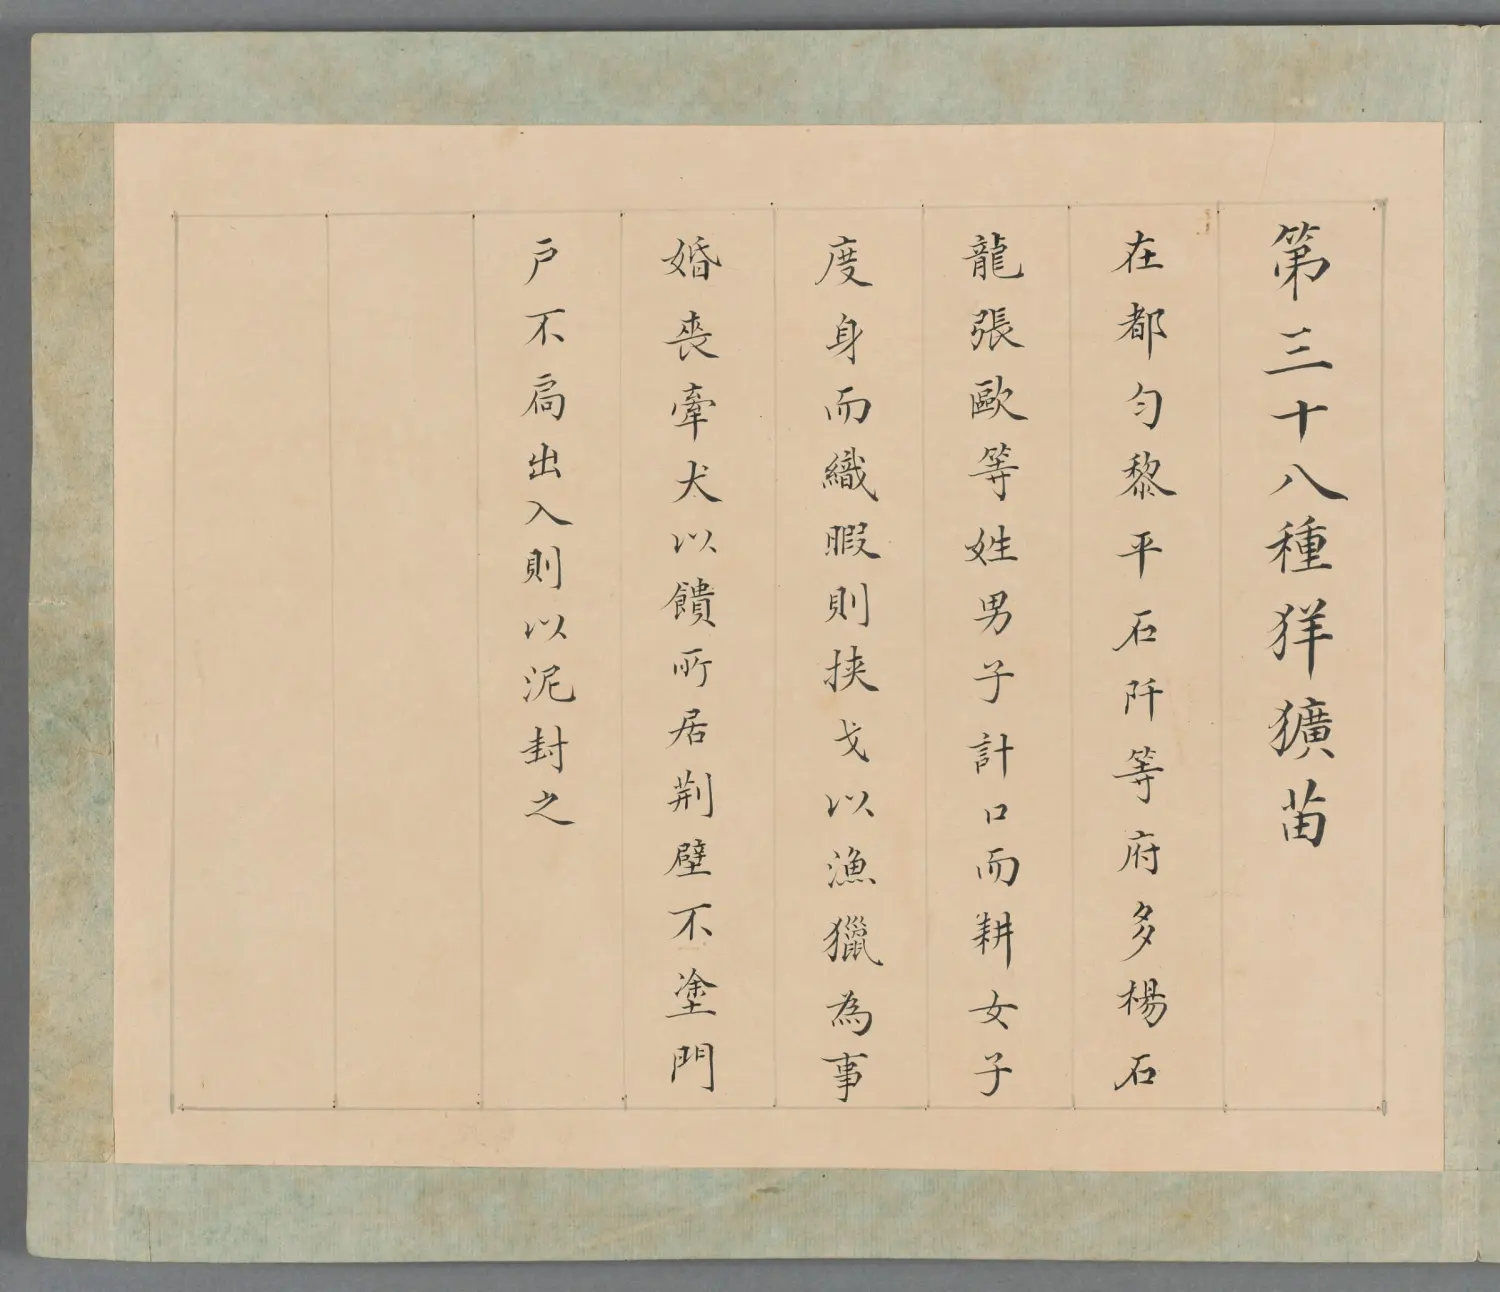 第三十八種㺊獚苗
在都勻黎平石阡等府多楊石
龍張歐等姓男子計口而耕女子
度身而織暇則挾戈以漁獵為事
婚喪牽犬以饋所居荆壁不塗門
戶不扃出入則以泥封之